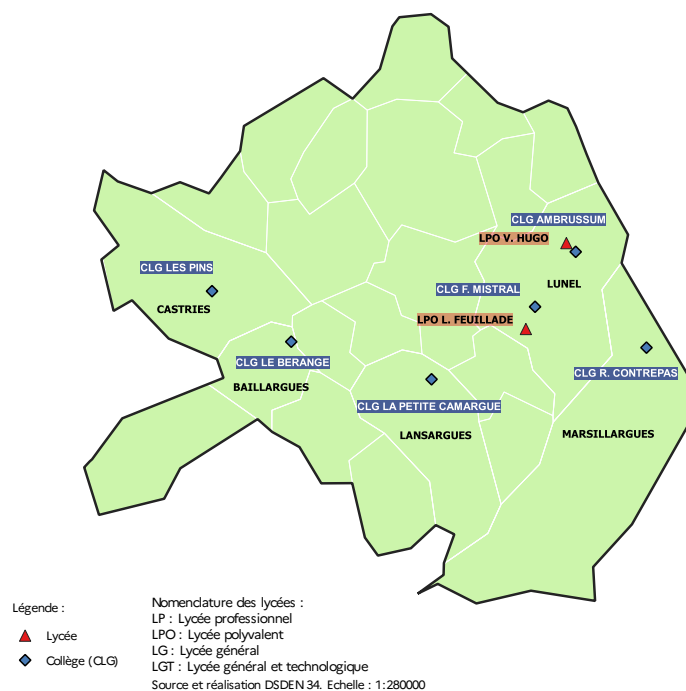 CLG AMBRUSSUM
LPO V. HUGO
CLG LES PINS
LUNEL
CLG F. MISTRAL
CASTRIES
LPO L. FEUILLADE
CLG LE BERANGE
CLG R. CONTREPAS
BAILLARGUES
CLG LA PETITE CAMARGUE
LANSARGUES
MARSILLARGUES
Légende :
Lycée
Collège (CLG)
Nomenclature des lycées :
LP : Lycée professionnel
LPO : Lycée polyvalent
LG : Lycée général
LGT : Lycée général et technologique
Source et réalisation DSDEN 34. Echelle : 1:280000